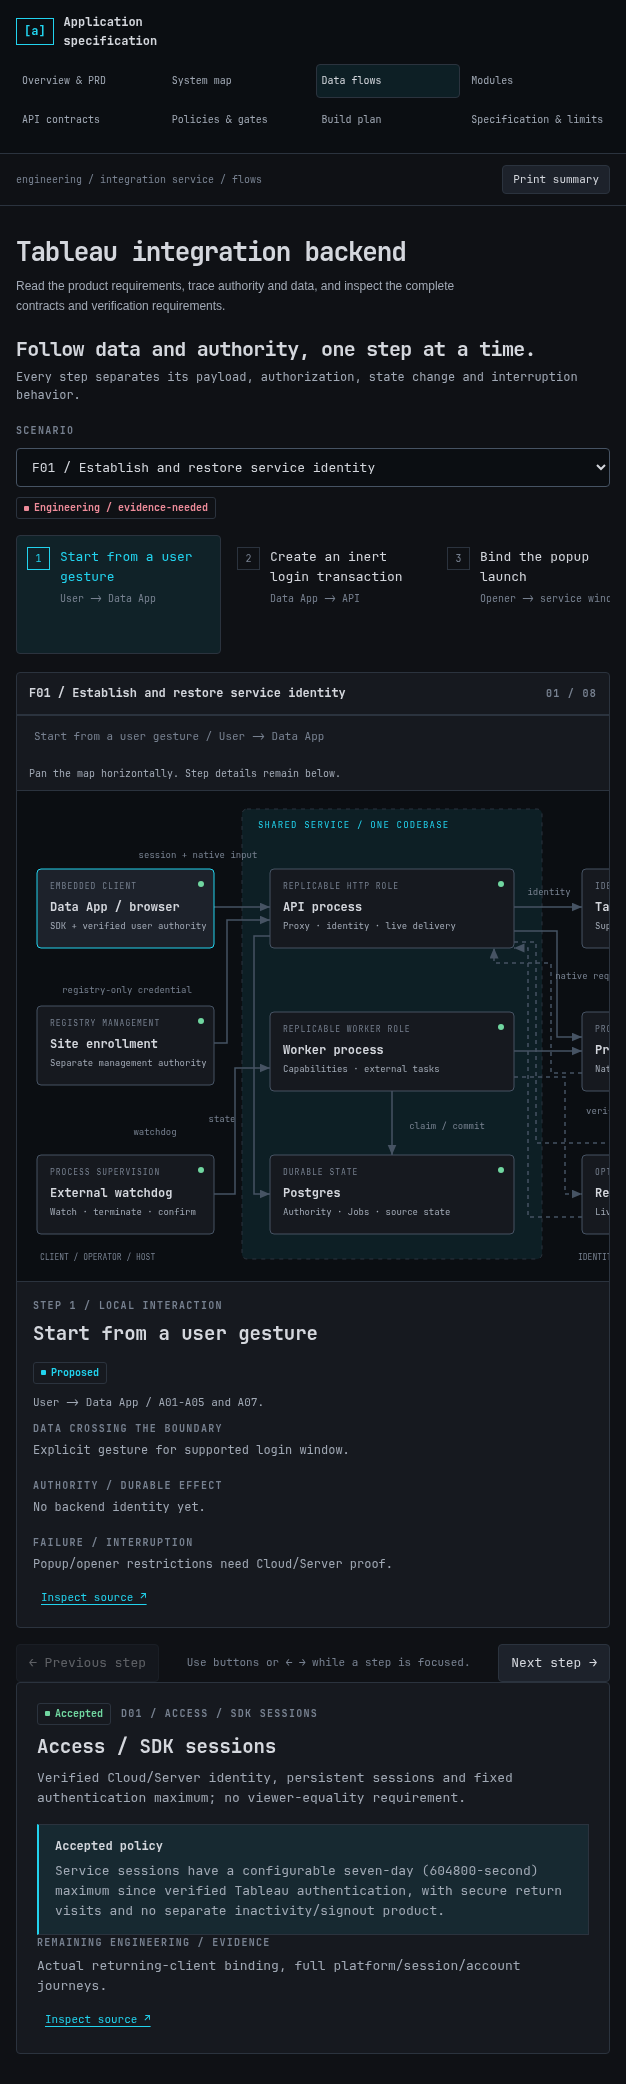 [a] Application
specification
Overview & PRD System map Data flows Modules
API contracts Policies & gates Build plan Specification & limits
engineering / integration service / flows Print summary
Tableau integration backend
Read the product requirements, trace authority and data, and inspect the complete
contracts and verification requirements.
Follow data and authority, one step at a time.
Every step separates its payload, authorization, state change and interruption
behavior.
SCENARIO
F01 / Establish and restore service identity
Engineering / evidence-needed
1 Start from a user
gesture
User → Data App
2 Create an inert
login transaction
Data App → API
3 Bind the popup
launch
Opener → service wind
F01 / Establish and restore service identity 01 / 08
Start from a user gesture / User → Data App
Pan the map horizontally. Step details remain below.
SHARED SERVICE / ONE CODEBASE
session + native input
EMBEDDED CLIENT
Data App / browser
SDK + verified user authority
REPLICABLE HTTP ROLE
API process
Proxy · identity · live delivery
identity
IDE
Ta
Sup
registry-only credential
native req
REGISTRY MANAGEMENT
Site enrollment
Separate management authority
REPLICABLE WORKER ROLE
Worker process
Capabilities · external tasks
PRO
Pr
Nat
state
watchdog
claim / commit
veri
PROCESS SUPERVISION
External watchdog
Watch · terminate · confirm
DURABLE STATE
Postgres
Authority · Jobs · source state
OPT
Re
Liv
CLIENT / OPERATOR / HOST
IDENTIT
STEP 1 / LOCAL INTERACTION
Start from a user gesture
Proposed
User → Data App / A01-A05 and A07.
DATA CROSSING THE BOUNDARY
Explicit gesture for supported login window.
AUTHORITY / DURABLE EFFECT
No backend identity yet.
FAILURE / INTERRUPTION
Popup/opener restrictions need Cloud/Server proof.
Inspect source ↗
← Previous step Use buttons or ← → while a step is focused. Next step →
Accepted D01 / ACCESS / SDK SESSIONS
Access / SDK sessions
Verified Cloud/Server identity, persistent sessions and fixed
authentication maximum; no viewer-equality requirement.
Accepted policy
Service sessions have a configurable seven-day (604800-second)
maximum since verified Tableau authentication, with secure return
visits and no separate inactivity/signout product.
REMAINING ENGINEERING / EVIDENCE
Actual returning-client binding, full platform/session/account
journeys.
Inspect source ↗